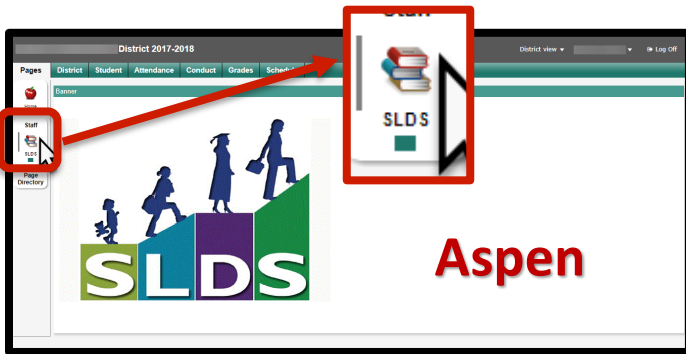 Staff
SLDS
District 2017-2018
District view
Log Off
Pages
District Student Attendance Conduct Grades
Banner
Staff
SLDS
Page
Directory
SLDS
Aspen